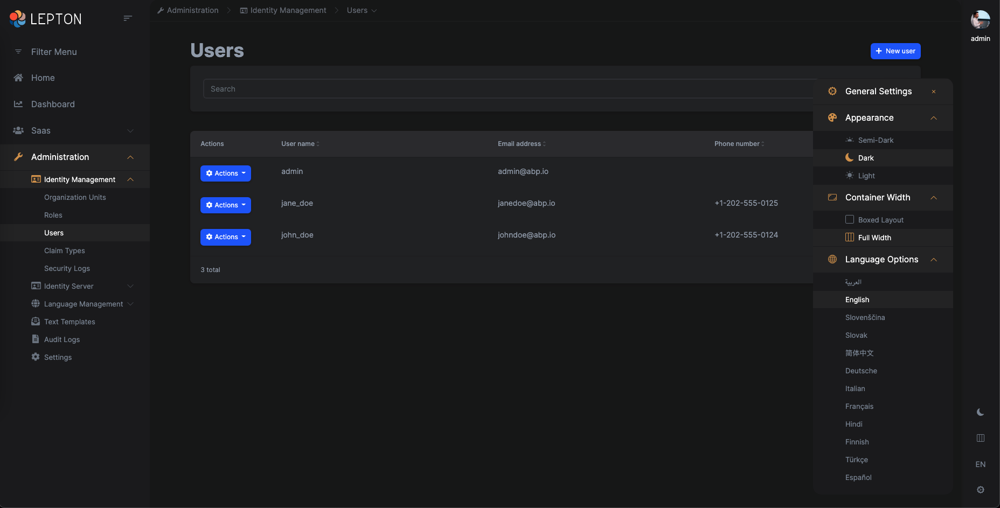 LEPTON
Filter Menu
Home
Dashboard
Saas
Administration
Identity Management
Organization Units
Roles
Users
Claim Types
Security Logs
Identity Server
Language Management
Text Templates
Audit Logs
Settings
Administration Identity Management Users
Users
New user
Search
Actions User name Email address Phone number
Actions admin admin@abp.io
Actions jane_doe janedoe@abp.io +1-202-555-0125
Actions john_doe johndoe@abp.io +1-202-555-0124
3 total
General Settings
Appearance
Semi-Dark
Dark
Light
Container Width
Boxed Layout
Full Width
Language Options
العربية
English
Slovenščina
Slovak
简体中文
Deutsche
Italian
Français
Hindi
Finnish
Türkçe
Español
admin
EN